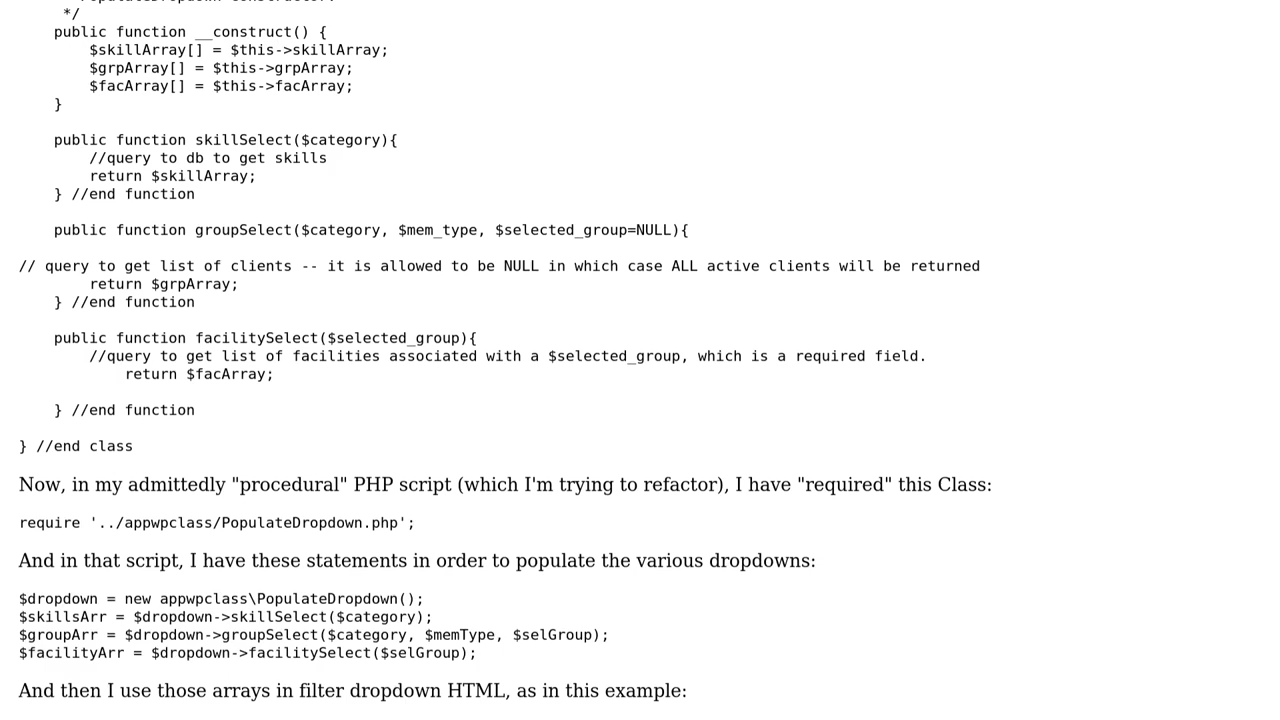 */
public function __construct() {
$skillArray[] = $this->skillArray;
$grpArray[] = $this->grpArray;
$facArray[] = $this->facArray;
}
public function skillSelect($category){
//query to db to get skills
return $skillArray;
} //end function
public function groupSelect($category, $mem_type, $selected_group=NULL){
// query to get list of clients -- it is allowed to be NULL in which case ALL active clients will be returned
return $grpArray;
} //end function
public function facilitySelect($selected_group){
//query to get list of facilities associated with a $selected_group, which is a required field.
return $facArray;
} //end function
} //end class
Now, in my admittedly "procedural" PHP script (which I'm trying to refactor), I have "required" this Class:
require '../appwpclass/PopulateDropdown.php';
And in that script, I have these statements in order to populate the various dropdowns:
$dropdown = new appwpclass\PopulateDropdown();
$skillsArr = $dropdown->skillSelect($category);
$groupArr = $dropdown->groupSelect($category, $memType, $selGroup);
$facilityArr = $dropdown->facilitySelect($selGroup);
And then I use those arrays in filter dropdown HTML, as in this example: